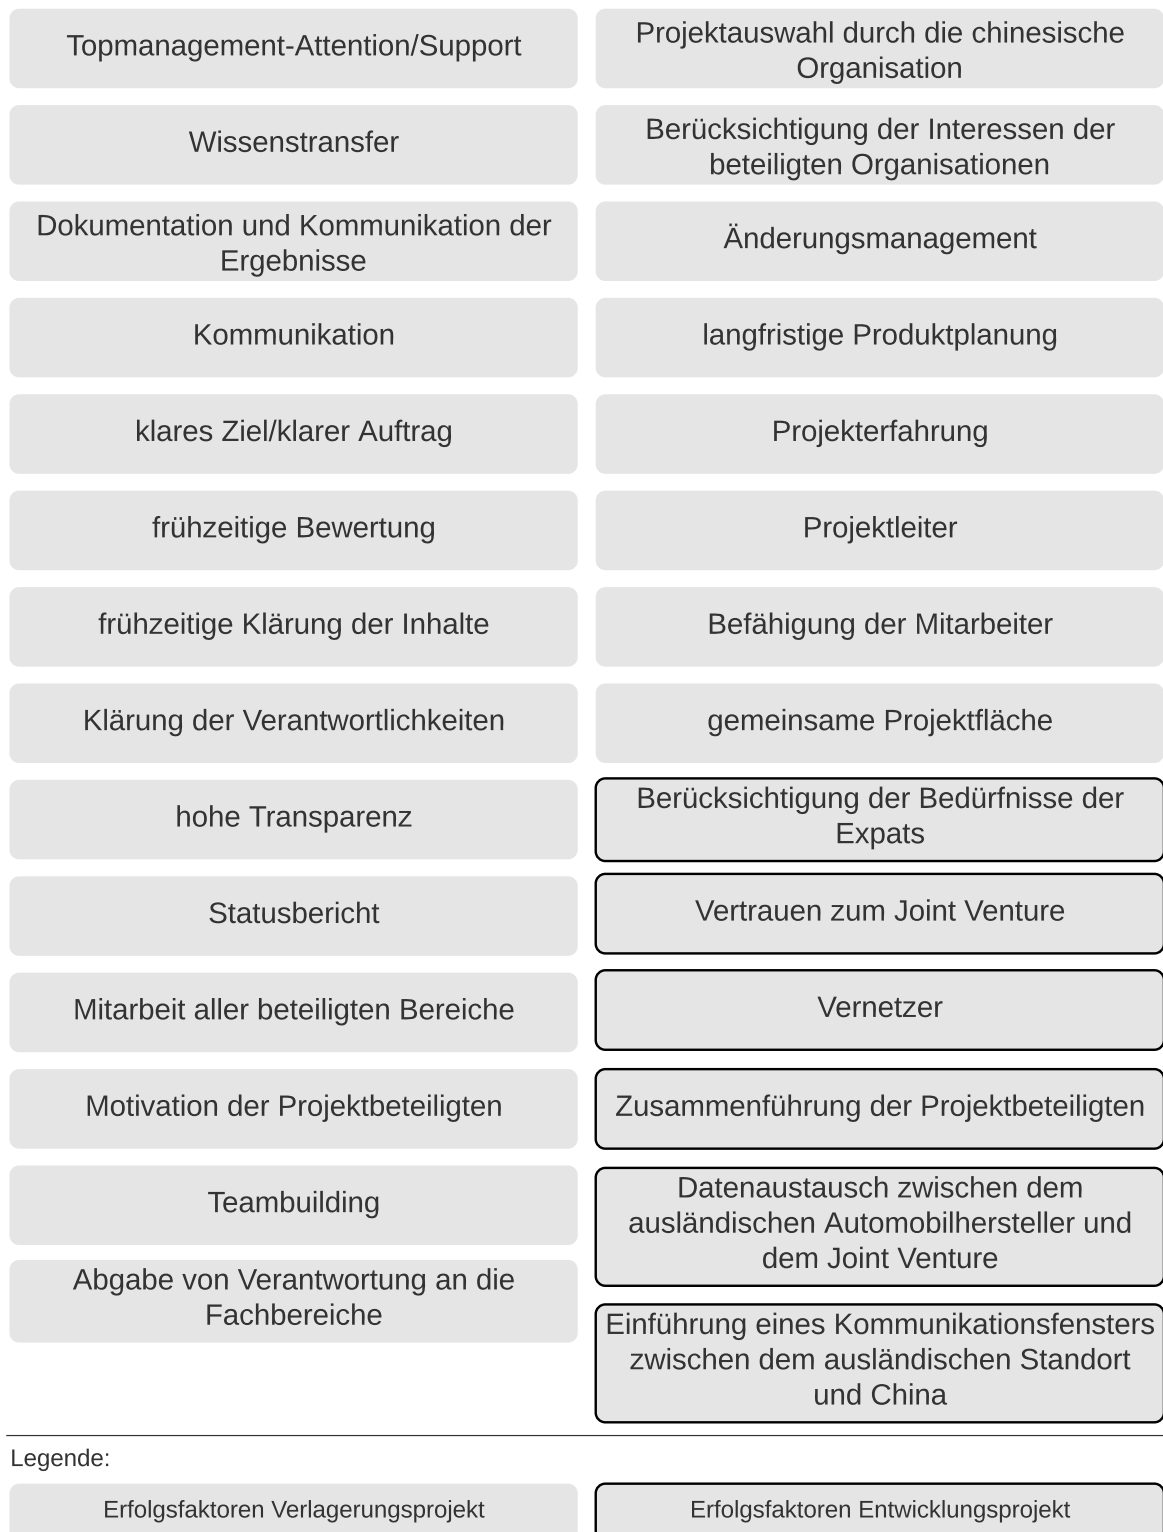 Topmanagement-Attention/Support
Wissenstransfer
Dokumentation und Kommunikation der
Ergebnisse
Kommunikation
klares Ziel/klarer Auftrag
frühzeitige Bewertung
frühzeitige Klärung der Inhalte
Klärung der Verantwortlichkeiten
hohe Transparenz
Statusbericht
Mitarbeit aller beteiligten Bereiche
Motivation der Projektbeteiligten
Teambuilding
Abgabe von Verantwortung an die
Fachbereiche
Projektauswahl durch die chinesische
Organisation
Berücksichtigung der Interessen der
beteiligten Organisationen
Änderungsmanagement
langfristige Produktplanung
Projekterfahrung
Projektleiter
Befähigung der Mitarbeiter
gemeinsame Projektfläche
Berücksichtigung der Bedürfnisse der
Expats
Vertrauen zum Joint Venture
Vernetzer
Zusammenführung der Projektbeteiligten
Datenaustausch zwischen dem
ausländischen Automobilhersteller und
dem Joint Venture
Einführung eines Kommunikationsfensters
zwischen dem ausländischen Standort
und China
Legende:
Erfolgsfaktoren Verlagerungsprojekt
Erfolgsfaktoren Entwicklungsprojekt